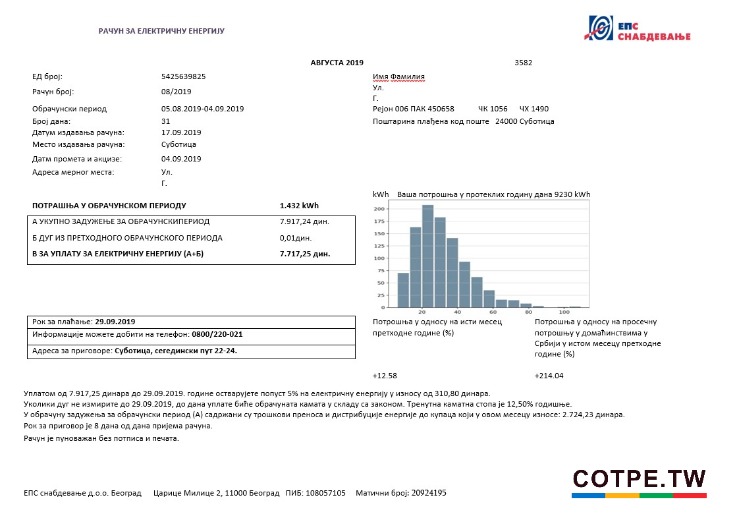 РАЧУН ЗА ЕЛЕКТРИЧНУ ЕНЕРГИЈУ
ЕПС
СНАБДЕВАЊЕ
АВГУСТА 2019 3582
ЕД број: 5425639825
Рачун број: 08/2019
Обрачунски период 05.08.2019-04.09.2019
Број дана: 31
Датум издавања рачуна: 17.09.2019
Место издавања рачуна: Суботица
Дат промета и акцизе: 04.09.2019
Адреса мерног места: Ул.
Г.
Имя Фамилия
Ул.
Г.
Рејон 006 ПАК 450658 ЧК 1056 ЧХ 1490
Поштарина плаћена код поште 24000 Суботица
ПОТРАШЊА У ОБРАЧУНСКОМ ПЕРИОДУ 1.432 kWh
А УКУПНО ЗАДУЖЕЊЕ ЗА ОБРАЧУНСКИПЕРИОД 7.917,24 дин.
Б ДУГ ИЗ ПРЕТХОДНОГ ОБРАЧУНСКОГ ПЕРИОДА 0,01дин.
В ЗА УПЛАТУ ЗА ЕЛЕКТРИЧНУ ЕНЕРГИЈУ (А+Б) 7.717,25 дин.
kWh Ваша потрошња у протеклих годину дана 9230 kWh
200
175
150
125
100
75
50
25
0
20 40 60 80 100
Рок за плаћање: 29.09.2019
Информације можете добити на телефон: 0800/220-021
Адреса за приговоре: Суботица, сегедински пут 22-24.
Потрошња у односу на исти месец
претходне године (%)
+12.58
Потрошња у односу на просечну
потрошњу у домаћинствима у
Србији у истом месецу претходне
године (%)
+214.04
Уплатом од 7.917,25 динара до 29.09.2019. године остварујете попуст 5% на електричну енергију у износу од 310,80 динара.
Уколики дуг не измирите до 29.09.2019, до дана уплате биће обрачуната камата у складу са законом. Тренутна каматна стопа је 12,50% годишње.
У обрачуну задужења за обрачунски период (А) садржани су трошкови преноса и дистрибуције енергије до купаца који у овом месецу износе: 2.724,23 динара.
Рок за приговор је 8 дана од дана пријема рачуна.
Рачун је пуноважан без потписа и печата.
COTPE.TW
ЕПС снабдевање д.о.о. Београд Царице Милице 2, 11000 Београд ПИБ: 108057105 Матични број: 20924195